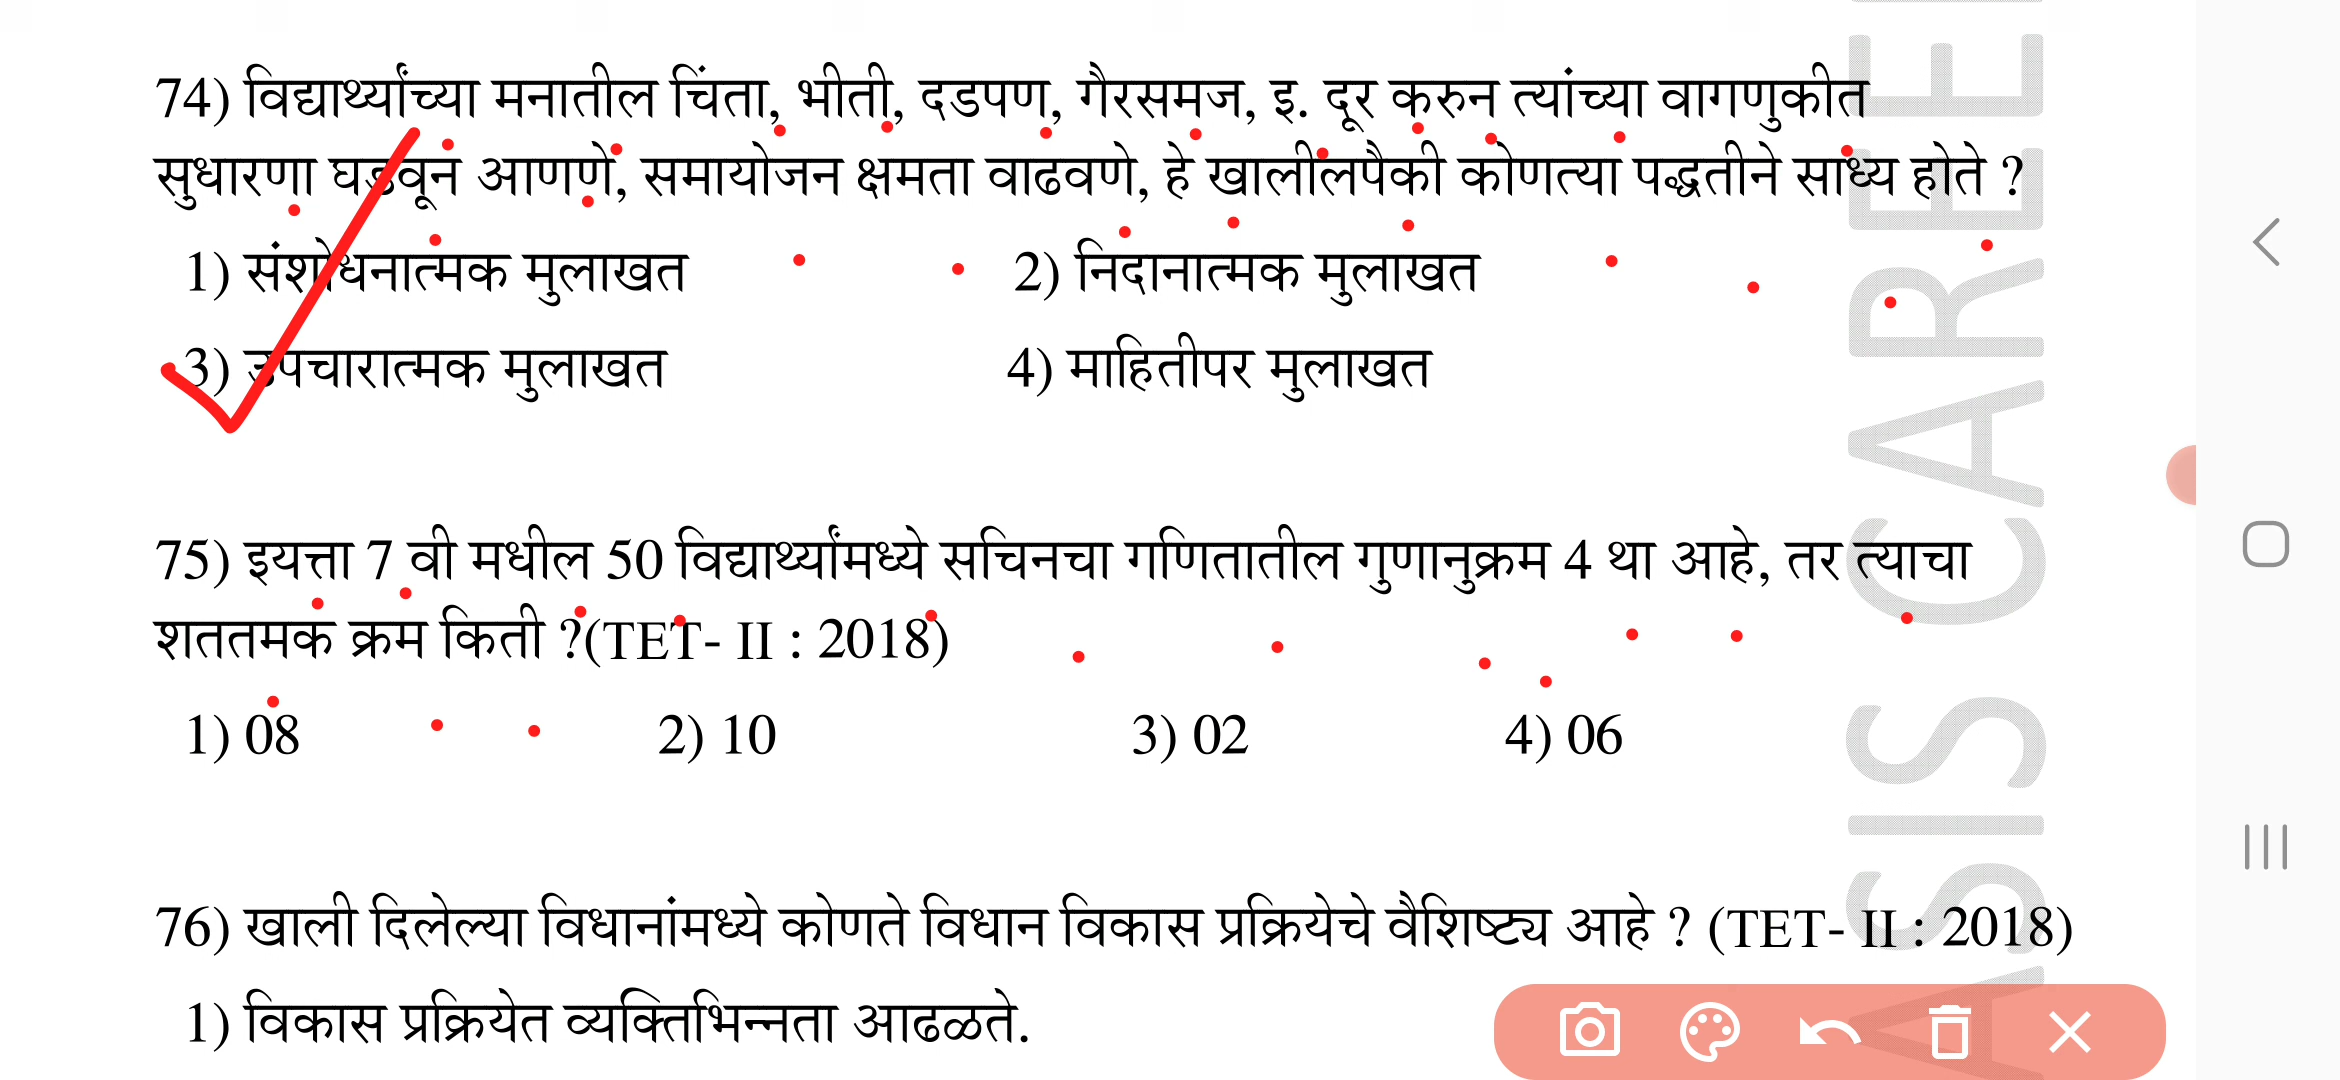 74) विद्यार्थ्यांच्या मनातील चिंता, भीती, दडपण, गैरसमज, इ. दूर करुन त्यांच्या वागणुकीत
सुधारणा घडवून आणणे, समायोजन क्षमता वाढवणे, हे खालीलपैकी कोणत्या पद्धतीने साध्य होते ?
1) संशोधनात्मक मुलाखत 2) निदानात्मक मुलाखत
3) उपचारात्मक मुलाखत 4) माहितीपर मुलाखत
75) इयत्ता 7 वी मधील 50 विद्यार्थ्यांमध्ये सचिनचा गणितातील गुणानुक्रम 4 था आहे, तर त्याचा
शततमक क्रम किती ?(TET- II : 2018)
1) 08 2) 10 3) 02 4) 06
76) खाली दिलेल्या विधानांमध्ये कोणते विधान विकास प्रक्रियेचे वैशिष्ट्य आहे ? (TET- II : 2018)
1) विकास प्रक्रियेत व्यक्तिभिन्नता आढळते.
ASIS CAREE